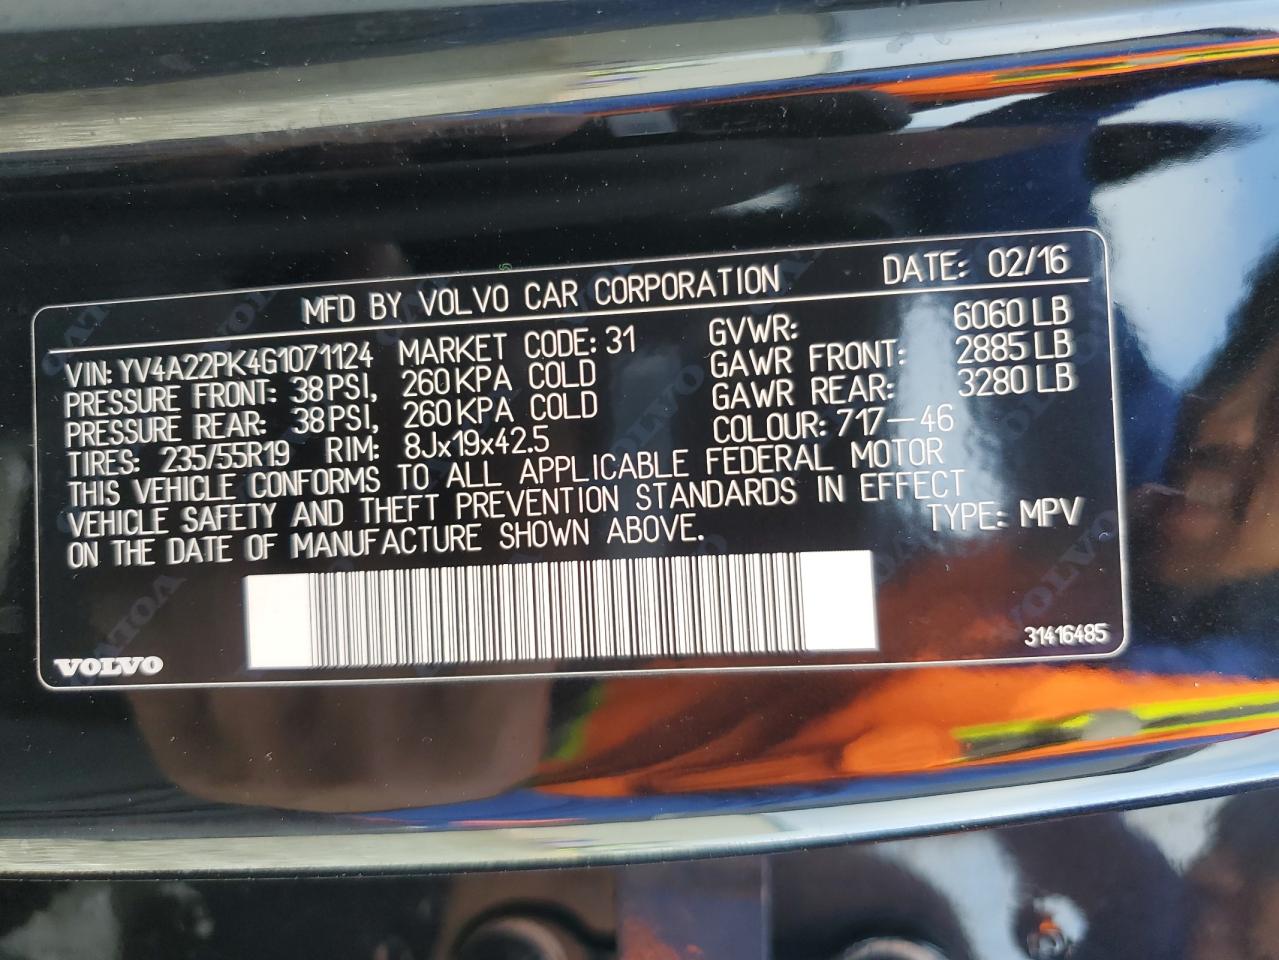 MFD BY VOLVO CAR CORPORATION DATE: 02/16
VIN: YV4A22PK4G1071124 MARKET CODE: 31 GVWR: 6060 LB
PRESSURE FRONT: 38 PSI, 260 KPA COLD GAWR FRONT: 2885 LB
PRESSURE REAR: 38 PSI, 260 KPA COLD GAWR REAR: 3280 LB
TIRES: 235/55R19 RIM: 8Jx19x42.5 COLOUR: 717-46
THIS VEHICLE CONFORMS TO ALL APPLICABLE FEDERAL MOTOR
VEHICLE SAFETY AND THEFT PREVENTION STANDARDS IN EFFECT
ON THE DATE OF MANUFACTURE SHOWN ABOVE. TYPE: MPV
31416485
VOLVO